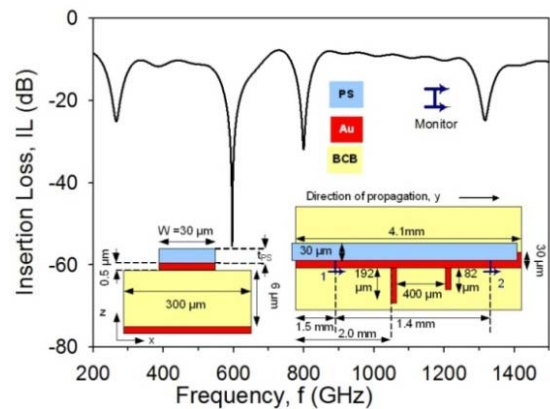 0
-20
-40
-60
-80
Insertion Loss, IL (dB)
200 400 600 800 1000 1200 1400
Frequency, f (GHz)
PS
Au
BCB
Monitor
W =30 µm
0.5 µm
tPS
6 µm
300 µm
z
x
Direction of propagation, y
4.1mm
30 µm
30 µm
1
192
µm
400 µm
82
µm
2
1.5 mm
1.4 mm
2.0 mm